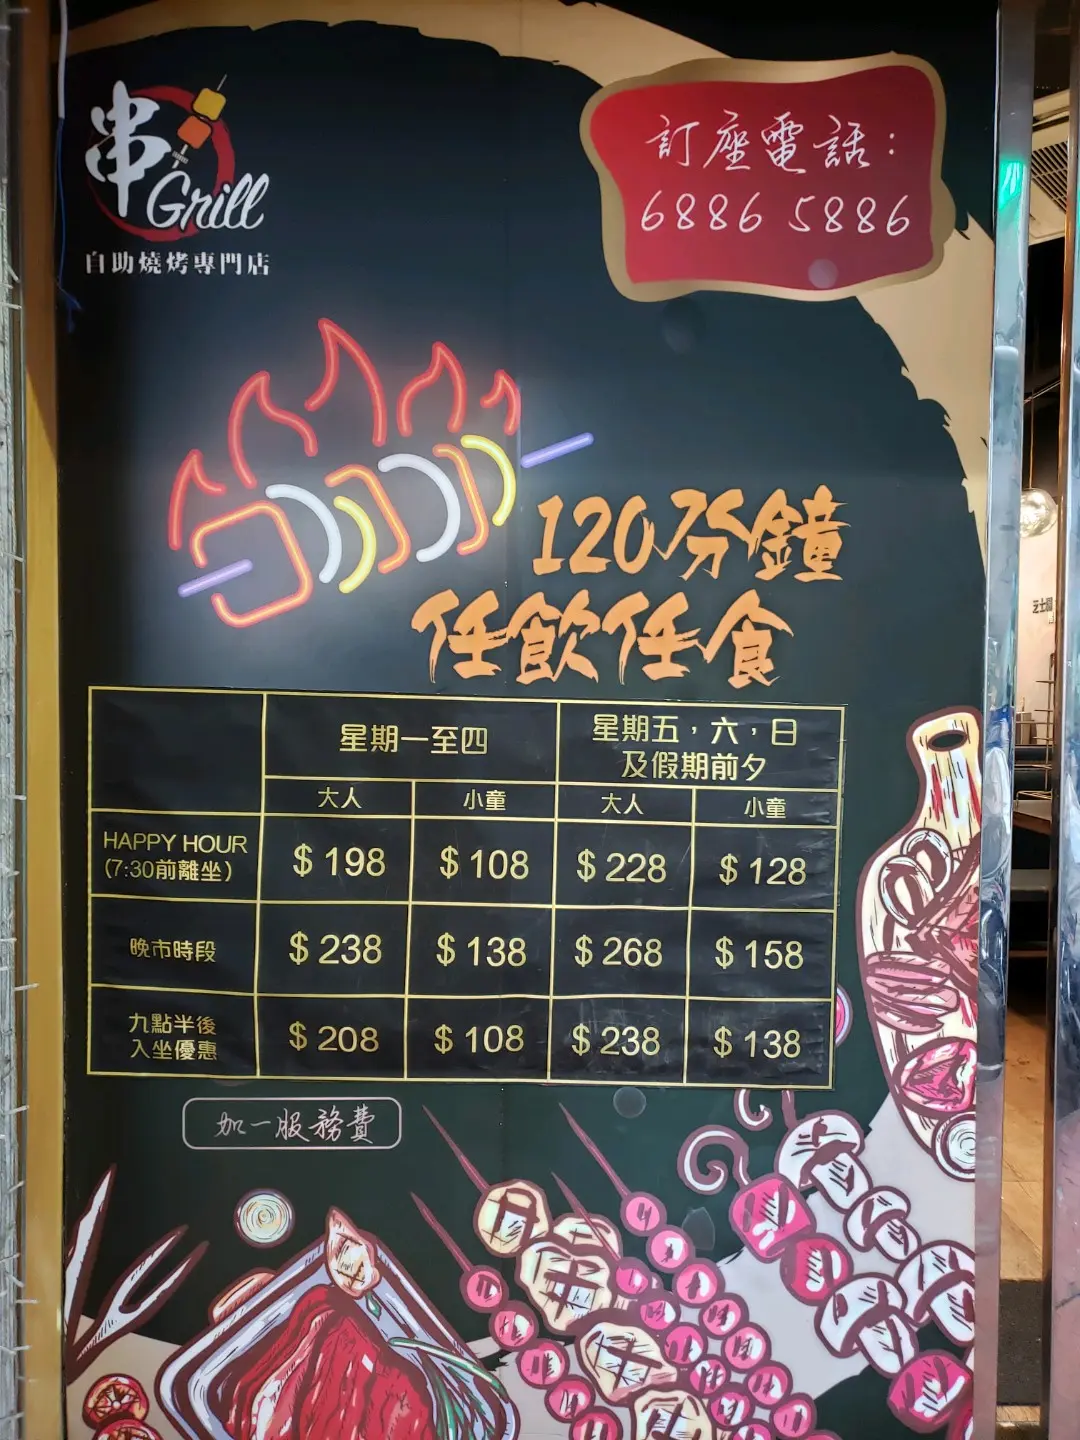 串
Grill
自助燒烤專門店
訂座電話：
6886 5886
120分鐘
任飲任食
星期一至四
星期五，六，日
及假期前夕
大人 小童 大人 小童
HAPPY HOUR
(7:30前離坐)
$198 $108 $228 $128
晚市時段 $238 $138 $268 $158
九點半後
入坐優惠
$208 $108 $238 $138
加一服務費
芝士